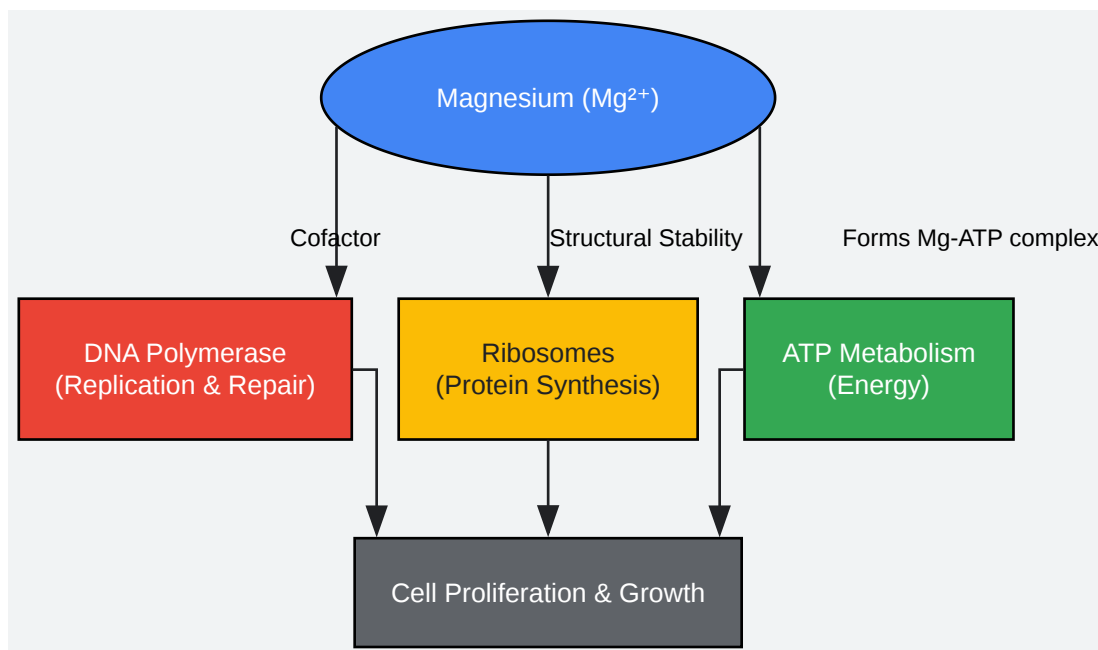 Magnesium (Mg²⁺)
Cofactor
Structural Stability
Forms Mg-ATP complex
DNA Polymerase
(Replication & Repair)
Ribosomes
(Protein Synthesis)
ATP Metabolism
(Energy)
Cell Proliferation & Growth